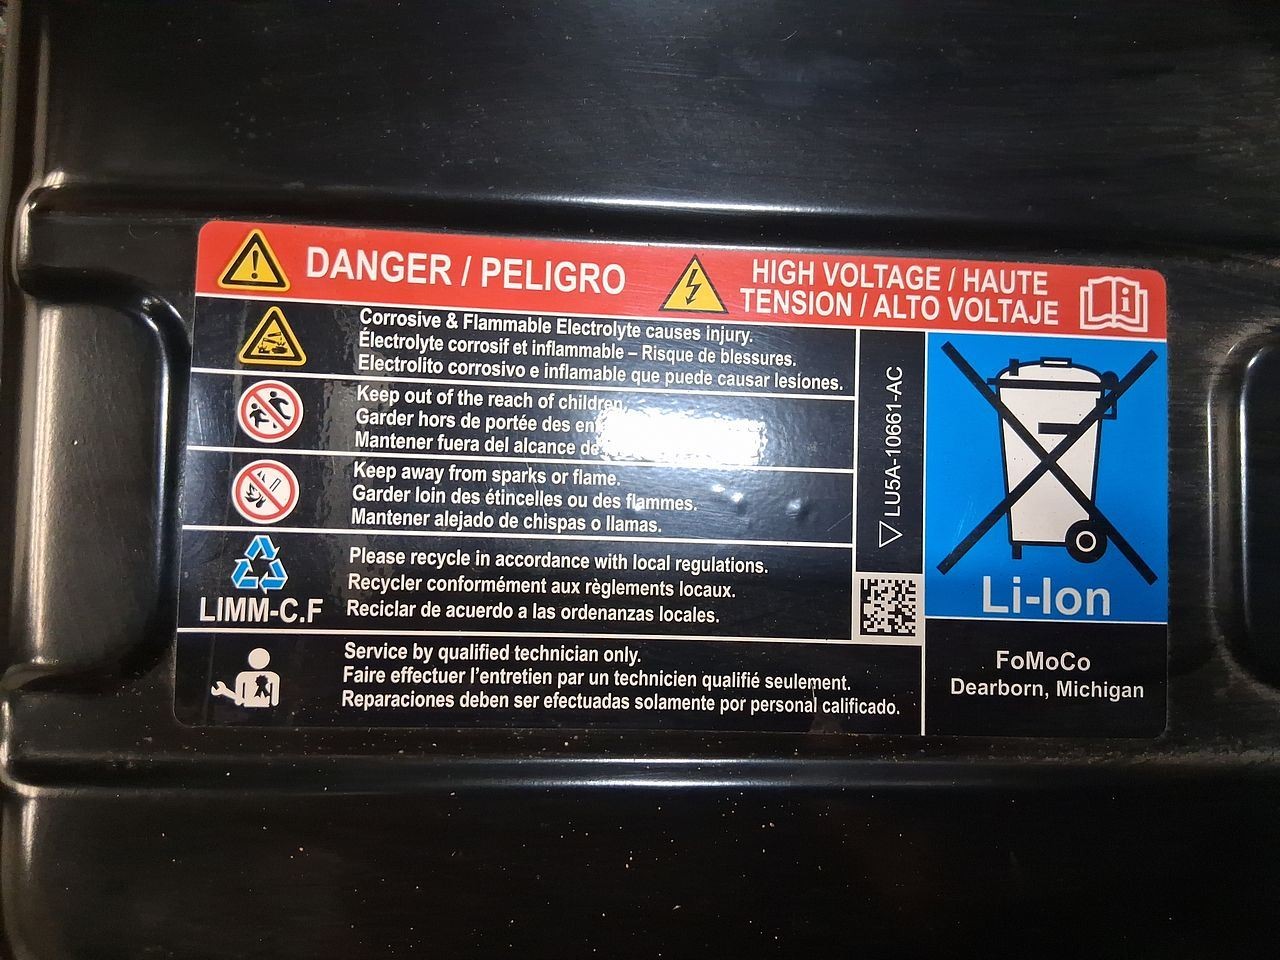 DANGER / PELIGRO
HIGH VOLTAGE / HAUTE
TENSION / ALTO VOLTAJE
Corrosive & Flammable Electrolyte causes injury.
Électrolyte corrosif et inflammable – Risque de blessures.
Electrolito corrosivo e inflamable que puede causar lesiones.
Keep out of the reach of children.
Garder hors de portée des
Mantener fuera del alcance
Keep away from sparks or flame.
Garder loin des étincelles ou des flammes.
Mantener alejado de chispas o llamas.
LIMM-C.F
Please recycle in accordance with local regulations.
Recycler conformément aux règlements locaux.
Reciclar de acuerdo a las ordenanzas locales.
Service by qualified technician only.
Faire effectuer l'entretien par un technicien qualifié seulement.
Reparaciones deben ser efectuadas solamente por personal calificado.
LU5A-10661-AC
Li-Ion
FoMoCo
Dearborn, Michigan